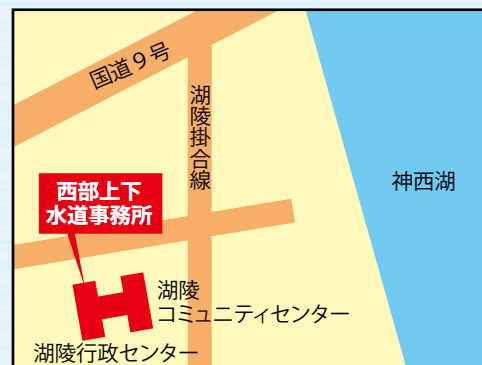 国道９号
湖陵掛合線
神西湖
西部上下
水道事務所
湖陵
コミュニティセンター
湖陵行政センター